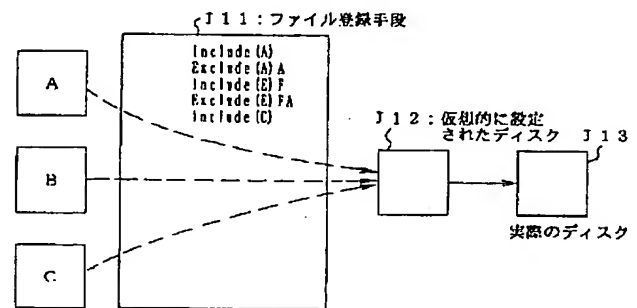 J11:ファイル登録手段
Include(A)
Exclude(A)A
Include(E)F
Exclude(E)FA
Include(C)
A
B
C
J12:仮想的に設定
されたディスク
J13
実際のディスク